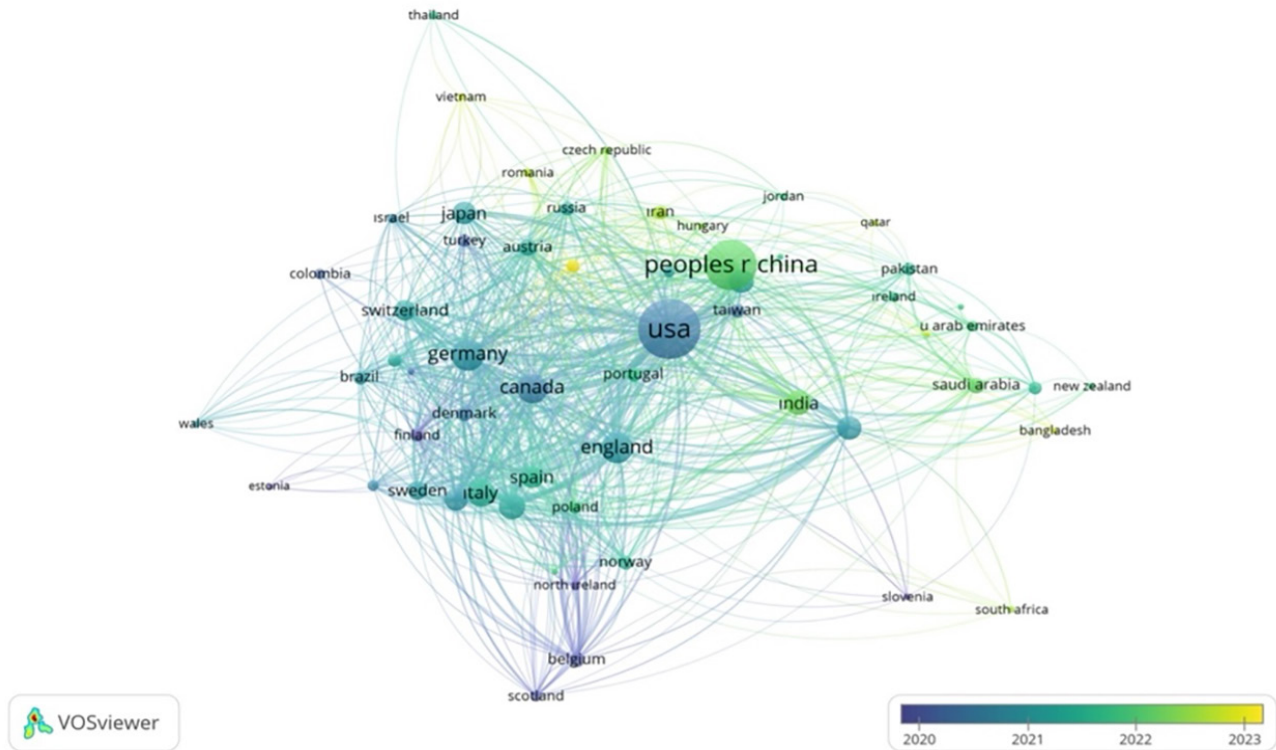 thailand
vietnam
czech republic
romania
jordan
israel
japan
russia
iran
hungary
qatar
turkey
austria
colombia
peoples r china
pakistan
switzerland
taiwan
ireland
usa
u arab emirates
germany
portugal
brazil
canada
saudi arabia
new zealand
denmark
india
wales
finland
england
bangladesh
estonia
sweden
italy
spain
poland
norway
north ireland
slovenia
south africa
belgium
scotland
VOSviewer
2020 2021 2022 2023